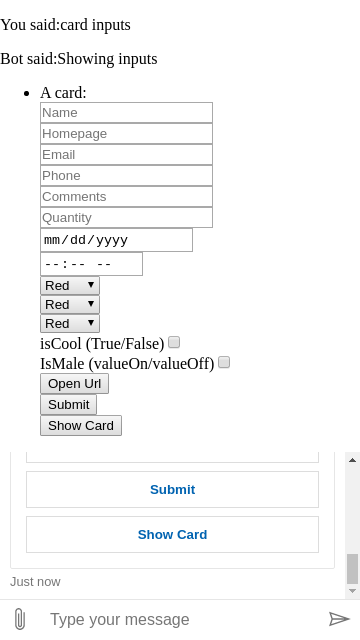 You said:card inputs
Bot said:Showing inputs
A card:
Name
Homepage
Email
Phone
Comments
Quantity
mm/dd/yyyy
--:-- --
Red
Red
Red
isCool (True/False)
IsMale (valueOn/valueOff)
Open Url
Submit
Show Card
Submit
Show Card
Just now
Type your message